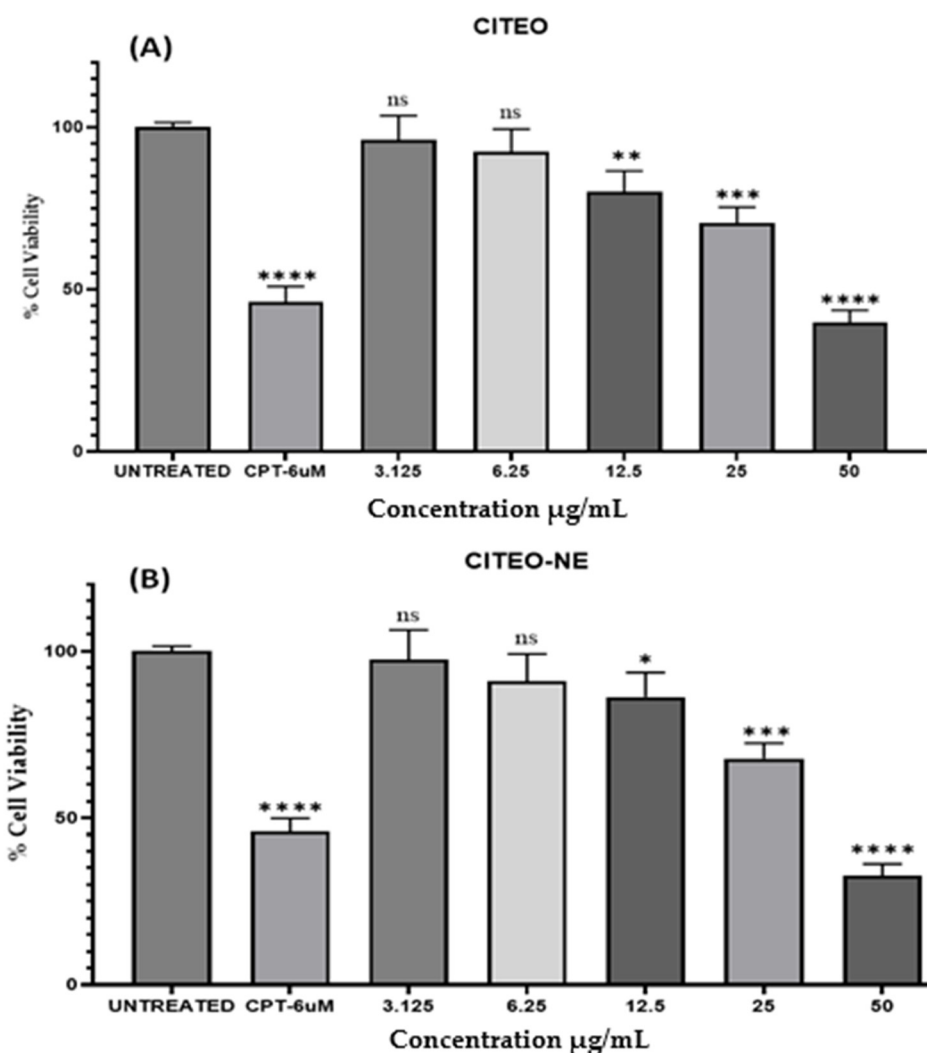 (A)
CITEO
% Cell Viability
100
50
0
ns
ns
**
***
****
****
UNTREATED CPT-6uM 3.125 6.25 12.5 25 50
Concentration µg/mL
(B)
CITEO-NE
% Cell Viability
100
50
0
ns
ns
*
***
****
****
UNTREATED CPT-6uM 3.125 6.25 12.5 25 50
Concentration µg/mL